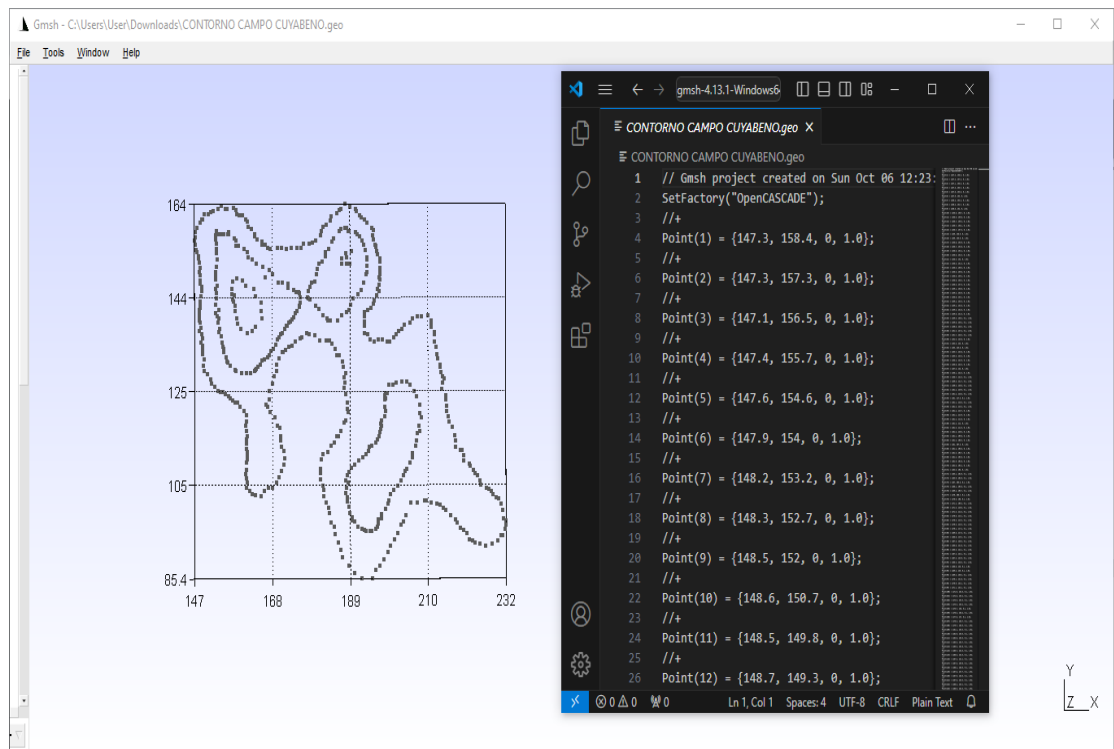 Gmsh - C:\Users\User\Downloads\CONTORNO CAMPO CUYABENO.geo
File Tools Window Help
164
144
125
105
85.4
147 168 189 210 232
Y
Z X
gmsh-4.13.1-Windows6
CONTORNO CAMPO CUYABENO.geo
CONTORNO CAMPO CUYABENO.geo
1 // Gmsh project created on Sun Oct 06 12:23:
2 SetFactory("OpenCASCADE");
3 //+
4 Point(1) = {147.3, 158.4, 0, 1.0};
5 //+
6 Point(2) = {147.3, 157.3, 0, 1.0};
7 //+
8 Point(3) = {147.1, 156.5, 0, 1.0};
9 //+
10 Point(4) = {147.4, 155.7, 0, 1.0};
11 //+
12 Point(5) = {147.6, 154.6, 0, 1.0};
13 //+
14 Point(6) = {147.9, 154, 0, 1.0};
15 //+
16 Point(7) = {148.2, 153.2, 0, 1.0};
17 //+
18 Point(8) = {148.3, 152.7, 0, 1.0};
19 //+
20 Point(9) = {148.5, 152, 0, 1.0};
21 //+
22 Point(10) = {148.6, 150.7, 0, 1.0};
23 //+
24 Point(11) = {148.5, 149.8, 0, 1.0};
25 //+
26 Point(12) = {148.7, 149.3, 0, 1.0};
0 0 0 Ln 1, Col 1 Spaces: 4 UTF-8 CRLF Plain Text